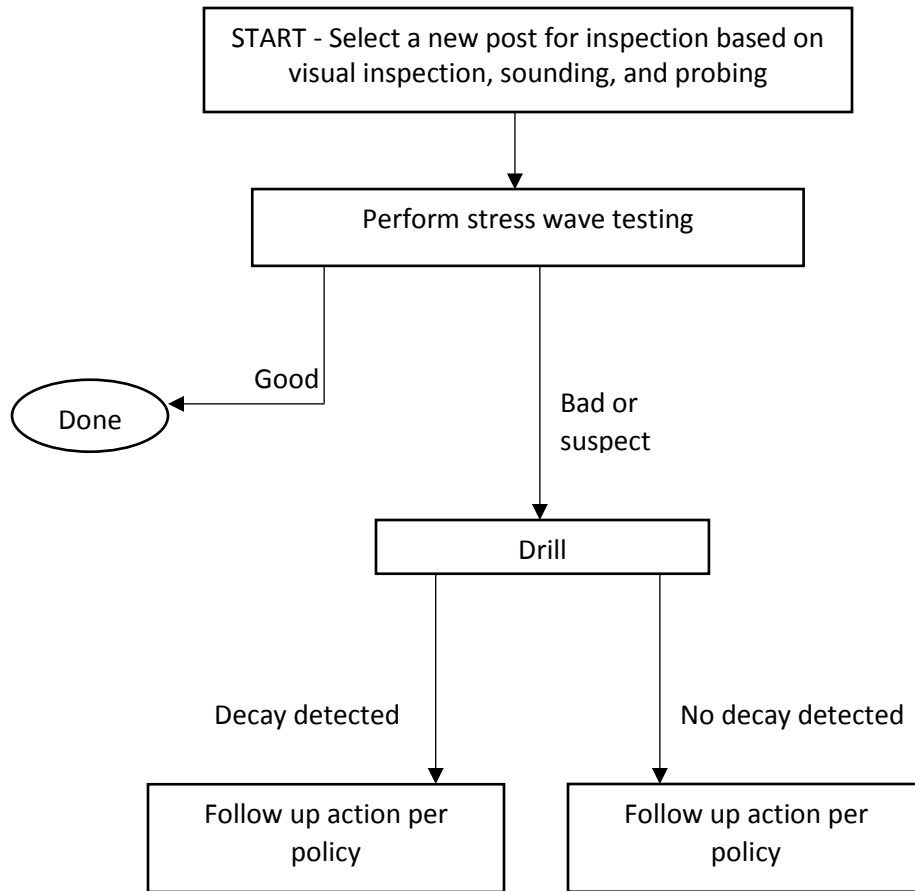 START - Select a new post for inspection based on
visual inspection, sounding, and probing
Perform stress wave testing
Good
Done
Bad or
suspect
Drill
Decay detected
No decay detected
Follow up action per
policy
Follow up action per
policy